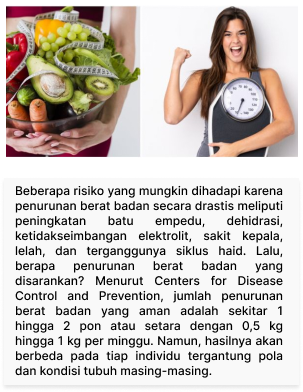 Beberapa risiko yang mungkin dihadapi karena
penurunan berat badan secara drastis meliputi
peningkatan batu empedu, dehidrasi,
ketidakseimbangan elektrolit, sakit kepala,
lelah, dan terganggunya siklus haid. Lalu,
berapa penurunan berat badan yang
disarankan? Menurut Centers for Disease
Control and Prevention, jumlah penurunan
berat badan yang aman adalah sekitar 1
hingga 2 pon atau setara dengan 0,5 kg
hingga 1 kg per minggu. Namun, hasilnya akan
berbeda pada tiap individu tergantung pola
dan kondisi tubuh masing-masing.